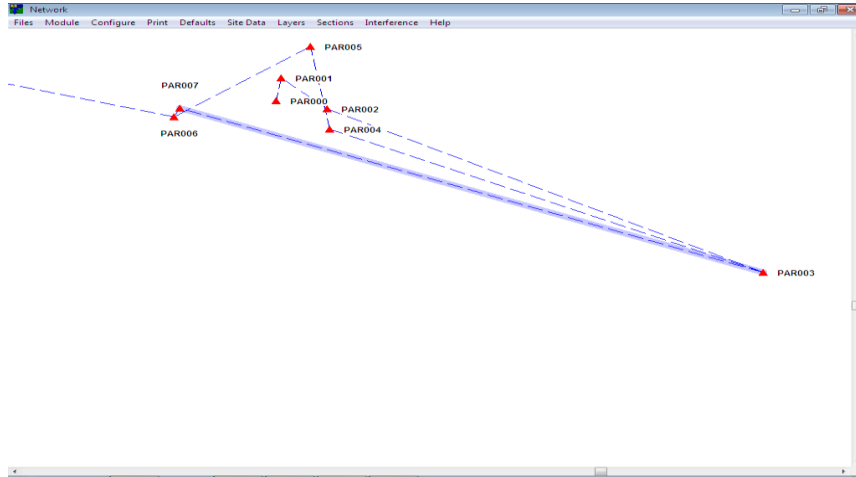 Network
Files Module Configure Print Defaults Site Data Layers Sections Interference Help
PAR005
PAR001
PAR007
PAR000
PAR002
PAR004
PAR006
PAR003